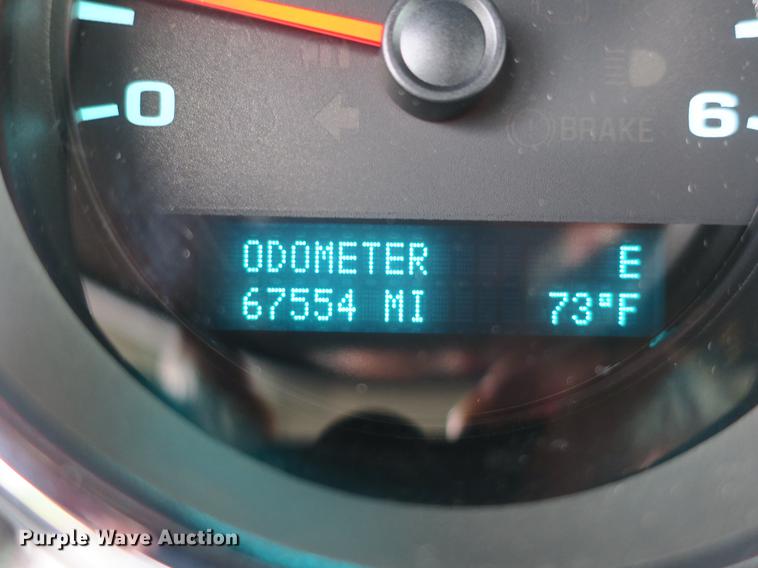 0
6
BRAKE
ODOMETER E
67554 MI 73°F
Purple Wave Auction